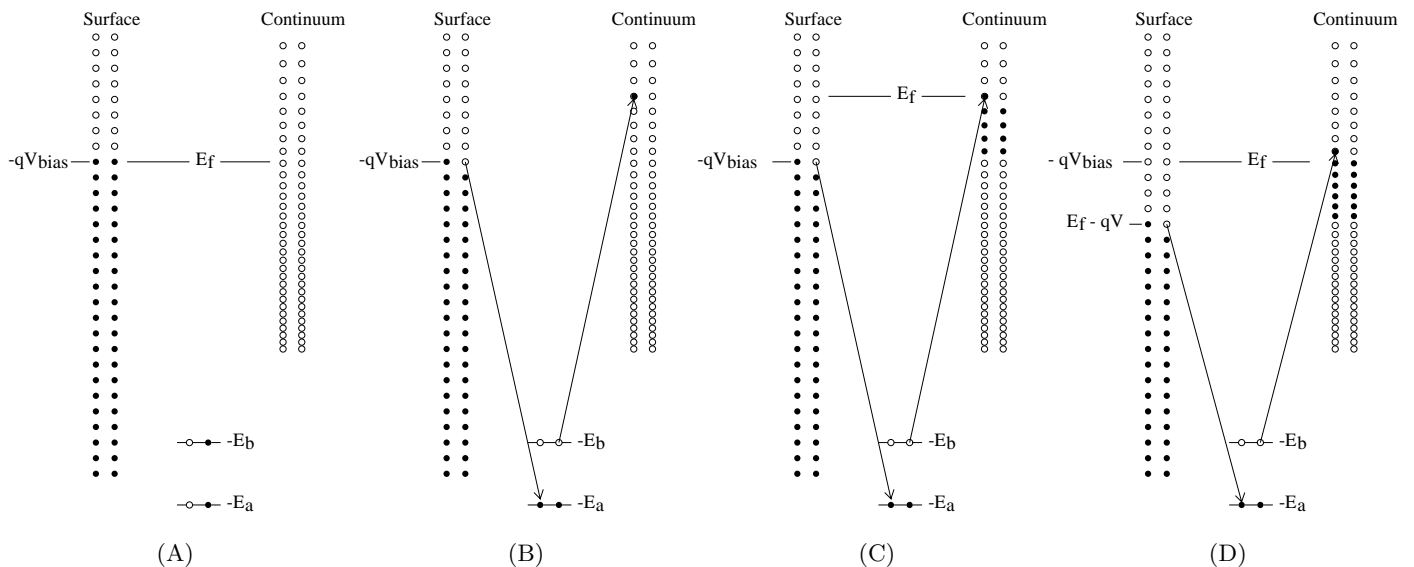 Surface Continuum
-qVbias Ef
-Eb
-Ea
(A)
Surface Continuum
-qVbias
-Eb
-Ea
(B)
Surface Continuum
Ef
-qVbias
-Eb
-Ea
(C)
Surface Continuum
- qVbias Ef
Ef - qV
-Eb
-Ea
(D)